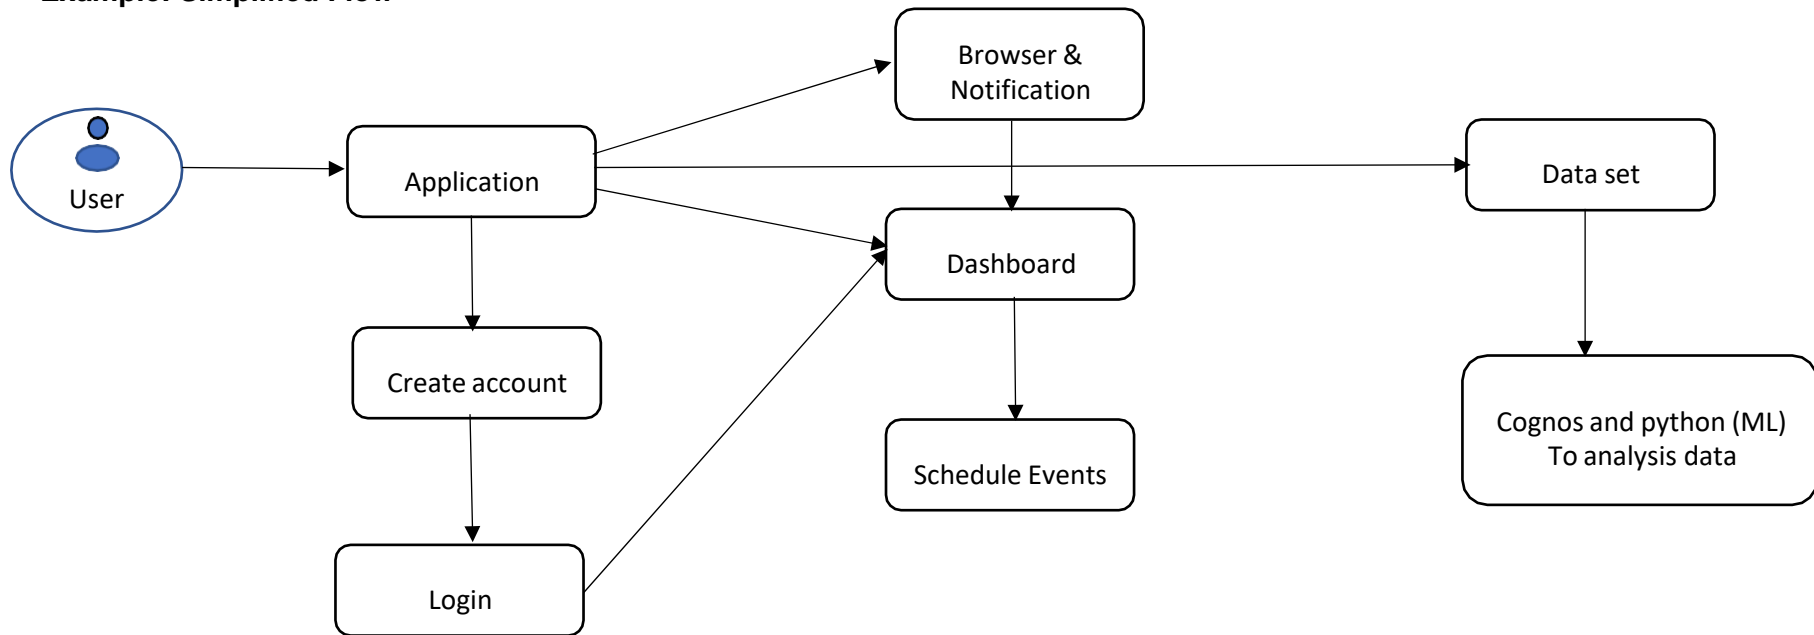 Browser &
Notification
User
Application
Data set
Dashboard
Create account
Cognos and python (ML)
To analysis data
Schedule Events
Login